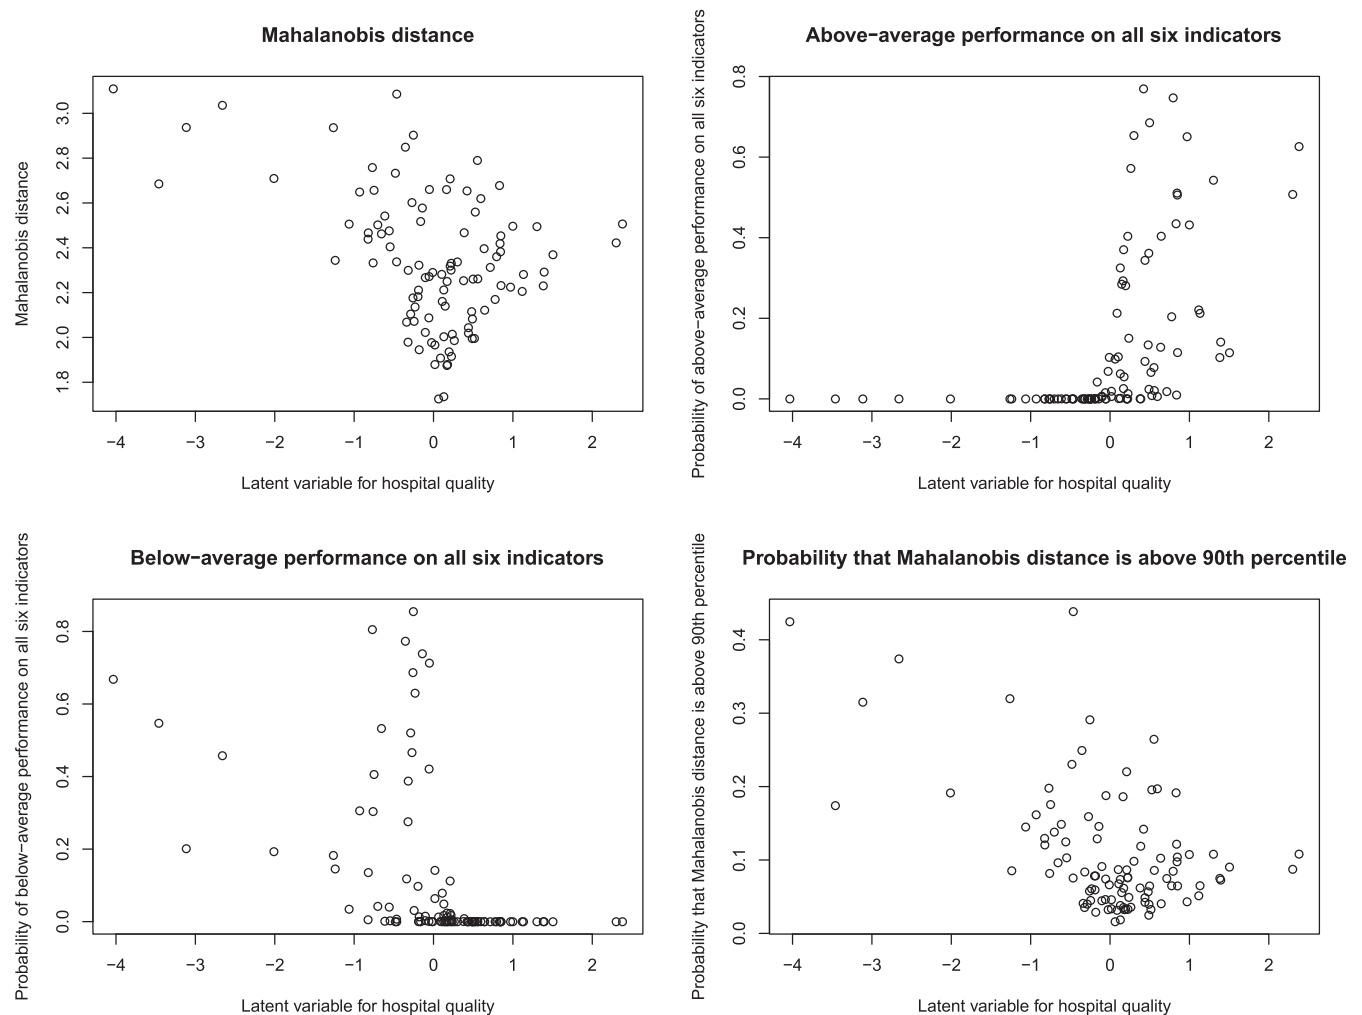 Mahalanobis distance
Mahalanobis distance
3.0
2.8
2.6
2.4
2.2
2.0
1.8
−4 −3 −2 −1 0 1 2
Latent variable for hospital quality
Above−average performance on all six indicators
Probability of above−average performance on all six indicators
0.8
0.6
0.4
0.2
0.0
−4 −3 −2 −1 0 1 2
Latent variable for hospital quality
Below−average performance on all six indicators
Probability of below−average performance on all six indicators
0.8
0.6
0.4
0.2
0.0
−4 −3 −2 −1 0 1 2
Latent variable for hospital quality
Probability that Mahalanobis distance is above 90th percentile
Probability that Mahalanobis distance is above 90th percentile
0.4
0.3
0.2
0.1
0.0
−4 −3 −2 −1 0 1 2
Latent variable for hospital quality